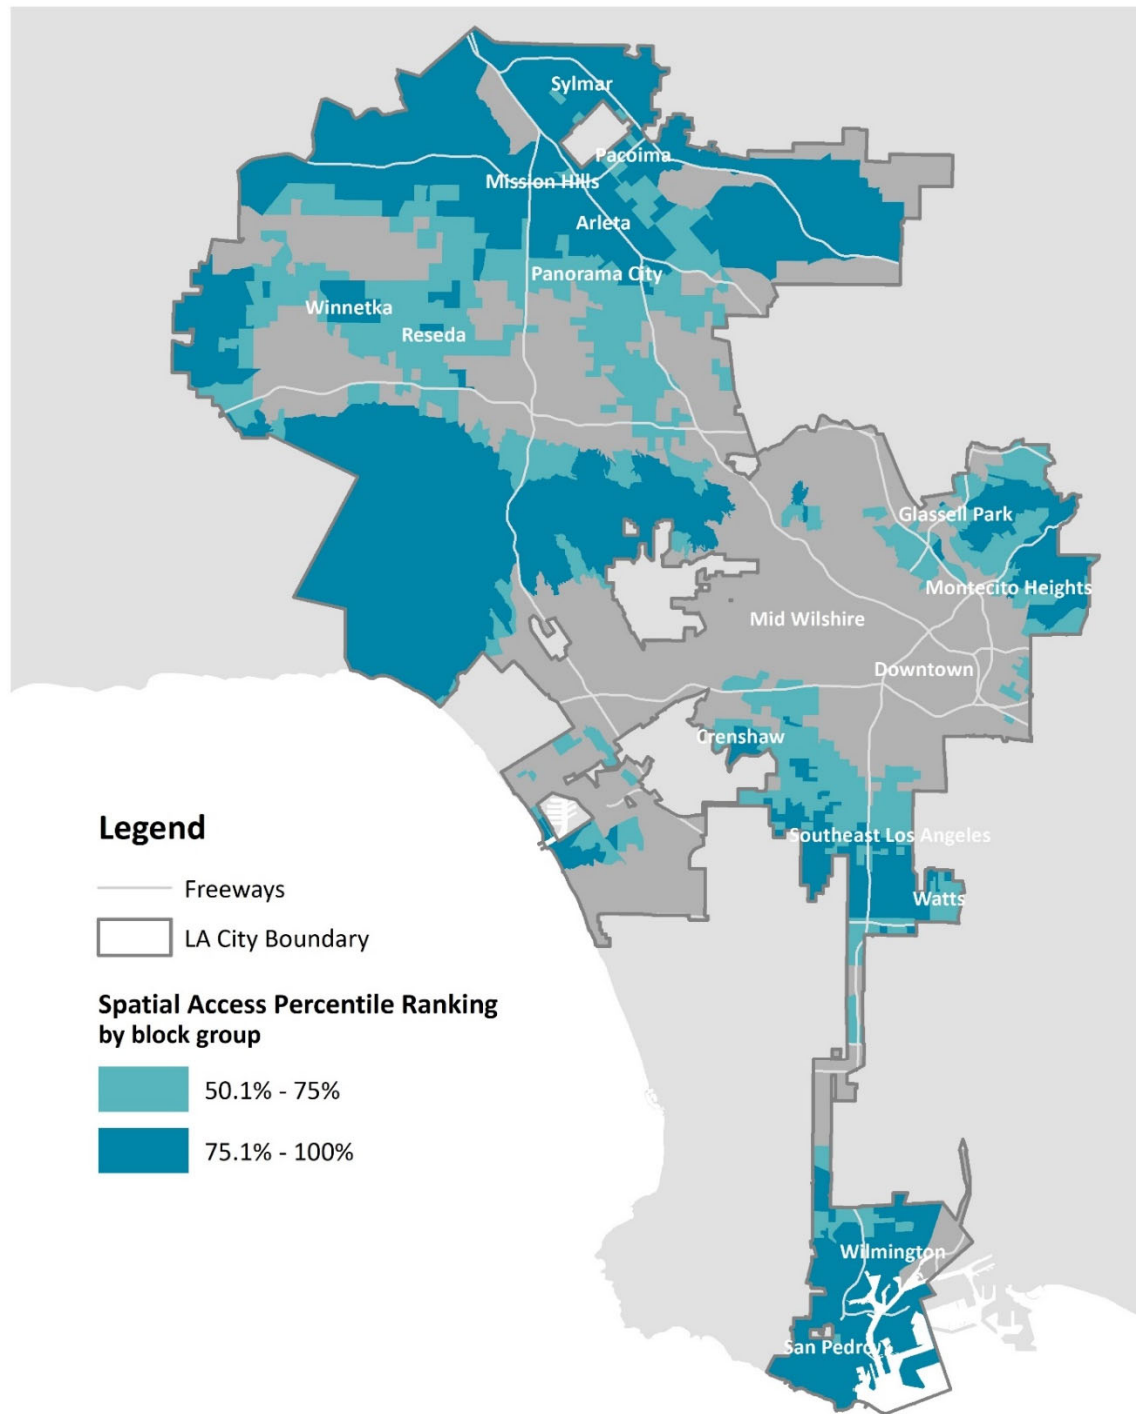 Sylmar
Pacoima
Mission Hills
Arleta
Panorama City
Winnetka
Reseda
Glassell Park
Montecito Heights
Mid Wilshire
Downtown
Crenshaw
Southeast Los Angeles
Watts
Wilmington
San Pedro
Legend
Freeways
LA City Boundary
Spatial Access Percentile Ranking
by block group
50.1% - 75%
75.1% - 100%